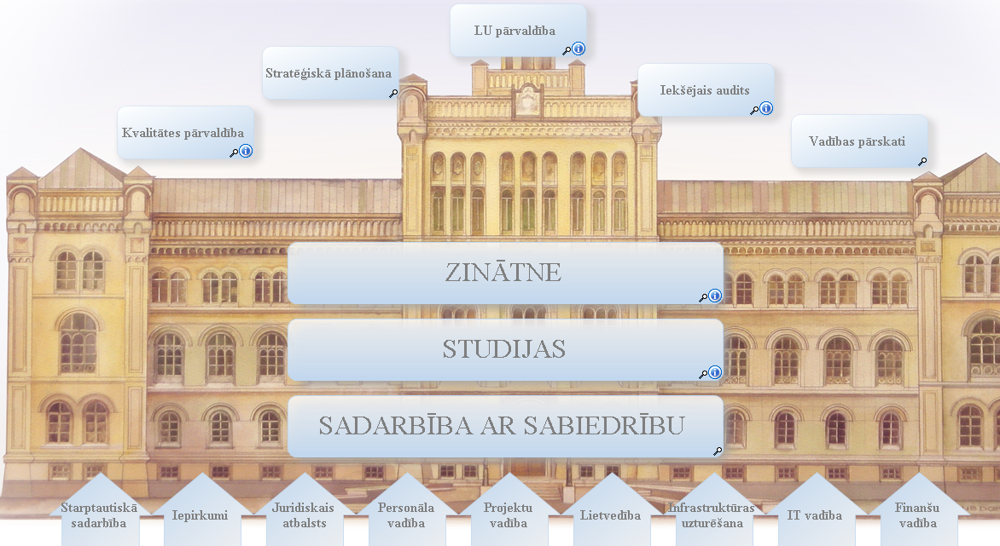 LU pārvaldība
Stratēģiskā plānošana
Iekšējais audits
Kvalitātes pārvaldība
Vadības pārskati
ZINĀTNE
STUDIJAS
SADARBĪBA AR SABIEDRĪBU
Starptautiskā
sadarbība
Iepirkumi
Juridiskais
atbalsts
Personāla
vadība
Projektu
vadība
Lietvedība
Infrastruktūras
uzturēšana
IT vadība
Finanšu
vadība